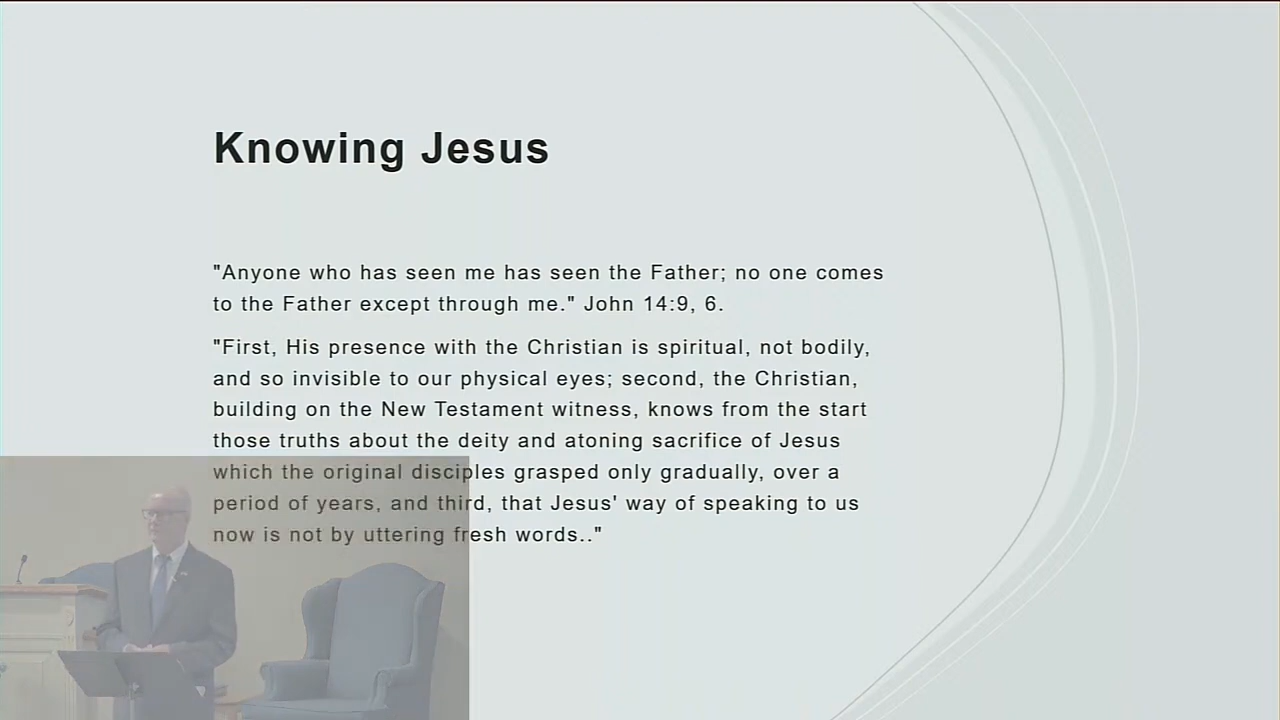 Knowing Jesus
"Anyone who has seen me has seen the Father; no one comes
to the Father except through me." John 14:9, 6.
"First, His presence with the Christian is spiritual, not bodily,
and so invisible to our physical eyes; second, the Christian,
building on the New Testament witness, knows from the start
those truths about the deity and atoning sacrifice of Jesus
which the original disciples grasped only gradually, over a
period of years, and third, that Jesus' way of speaking to us
now is not by uttering fresh words.."